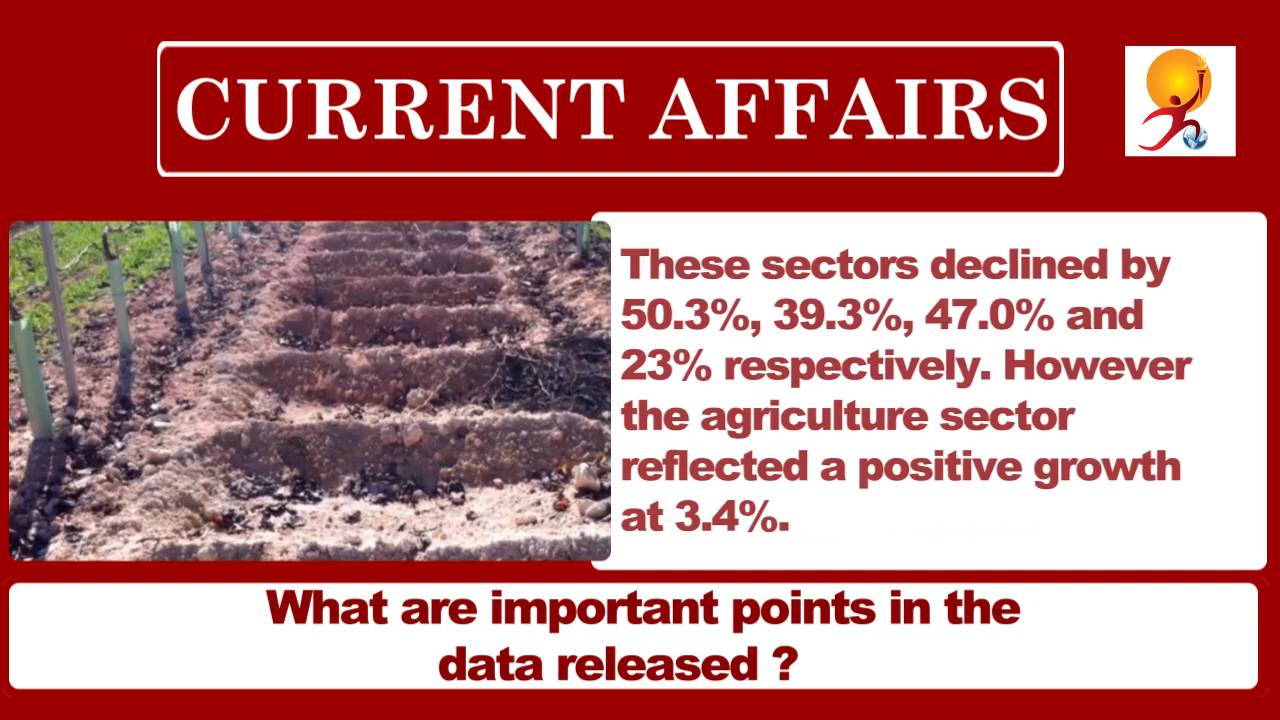 CURRENT AFFAIRS
These sectors declined by
50.3%, 39.3%, 47.0% and
23% respectively. However
the agriculture sector
reflected a positive growth
at 3.4%.
What are important points in the
data released ?